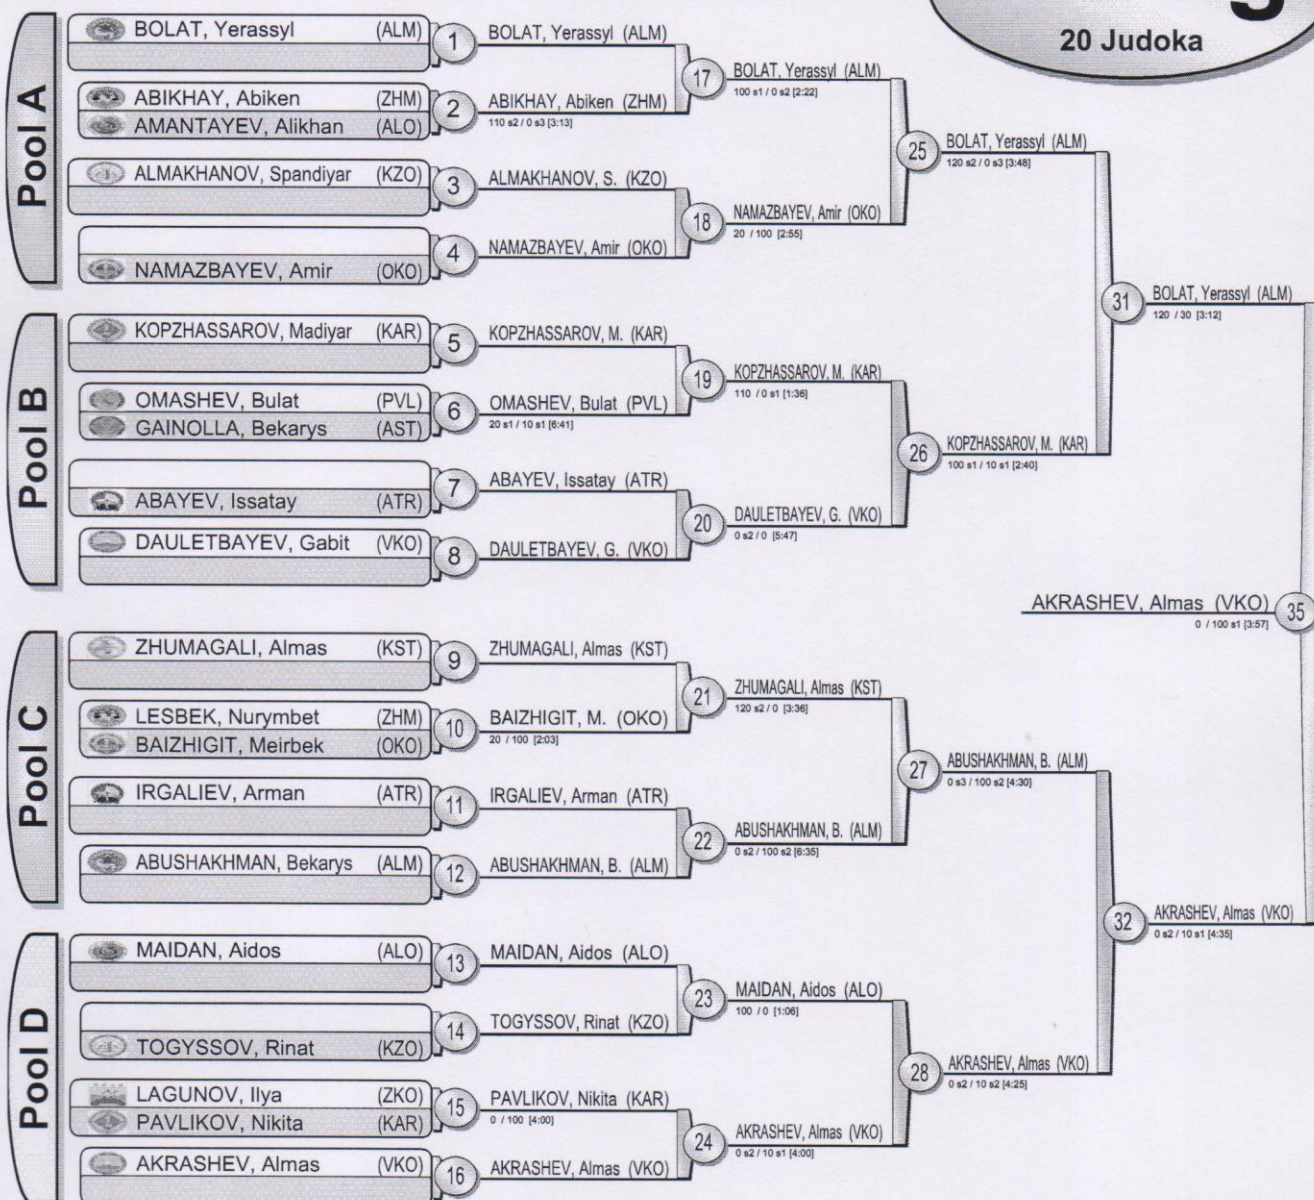 20 Judoka
Pool A
BOLAT, Yerassyl (ALM)
ABIKHAY, Abiken (ZHM)
AMANTAYEV, Alikhan (ALO)
ALMAKHANOV, Spandiyar (KZO)
NAMAZBAYEV, Amir (OKO)
1
2
3
4
BOLAT, Yerassyl (ALM)
ABIKHAY, Abiken (ZHM)
110 s2 / 0 s3 [3:13]
ALMAKHANOV, S. (KZO)
NAMAZBAYEV, Amir (OKO)
17
18
BOLAT, Yerassyl (ALM)
100 s1 / 0 s2 [2:22]
NAMAZBAYEV, Amir (OKO)
20 / 100 [2:55]
25
BOLAT, Yerassyl (ALM)
120 s2 / 0 s3 [3:48]
Pool B
KOPZHASSAROV, Madiyar (KAR)
OMASHEV, Bulat (PVL)
GAINOLLA, Bekarys (AST)
ABAYEV, Issatay (ATR)
DAULETBAYEV, Gabit (VKO)
5
6
7
8
KOPZHASSAROV, M. (KAR)
OMASHEV, Bulat (PVL)
20 s1 / 10 s1 [6:41]
ABAYEV, Issatay (ATR)
DAULETBAYEV, G. (VKO)
19
20
KOPZHASSAROV, M. (KAR)
110 / 0 s1 [1:36]
DAULETBAYEV, G. (VKO)
0 s2 / 0 [5:47]
26
KOPZHASSAROV, M. (KAR)
100 s1 / 10 s1 [2:40]
31
BOLAT, Yerassyl (ALM)
120 / 30 [3:12]
AKRASHEV, Almas (VKO)
0 / 100 s1 [3:57]
35
Pool C
ZHUMAGALI, Almas (KST)
LESBEK, Nurymbet (ZHM)
BAIZHIGIT, Meirbek (OKO)
IRGALIEV, Arman (ATR)
ABUSHAKHMAN, Bekarys (ALM)
9
10
11
12
ZHUMAGALI, Almas (KST)
BAIZHIGIT, M. (OKO)
20 / 100 [2:03]
IRGALIEV, Arman (ATR)
ABUSHAKHMAN, B. (ALM)
21
22
ZHUMAGALI, Almas (KST)
120 s2 / 0 [3:36]
ABUSHAKHMAN, B. (ALM)
0 s2 / 100 s2 [6:35]
27
ABUSHAKHMAN, B. (ALM)
0 s3 / 100 s2 [4:30]
Pool D
MAIDAN, Aidos (ALO)
TOGYSSOV, Rinat (KZO)
LAGUNOV, Ilya (ZKO)
PAVLIKOV, Nikita (KAR)
AKRASHEV, Almas (VKO)
13
14
15
16
MAIDAN, Aidos (ALO)
TOGYSSOV, Rinat (KZO)
PAVLIKOV, Nikita (KAR)
0 / 100 [4:00]
AKRASHEV, Almas (VKO)
23
24
MAIDAN, Aidos (ALO)
100 / 0 [1:06]
AKRASHEV, Almas (VKO)
0 s2 / 10 s1 [4:00]
28
AKRASHEV, Almas (VKO)
0 s2 / 10 s2 [4:25]
32
AKRASHEV, Almas (VKO)
0 s2 / 10 s1 [4:35]